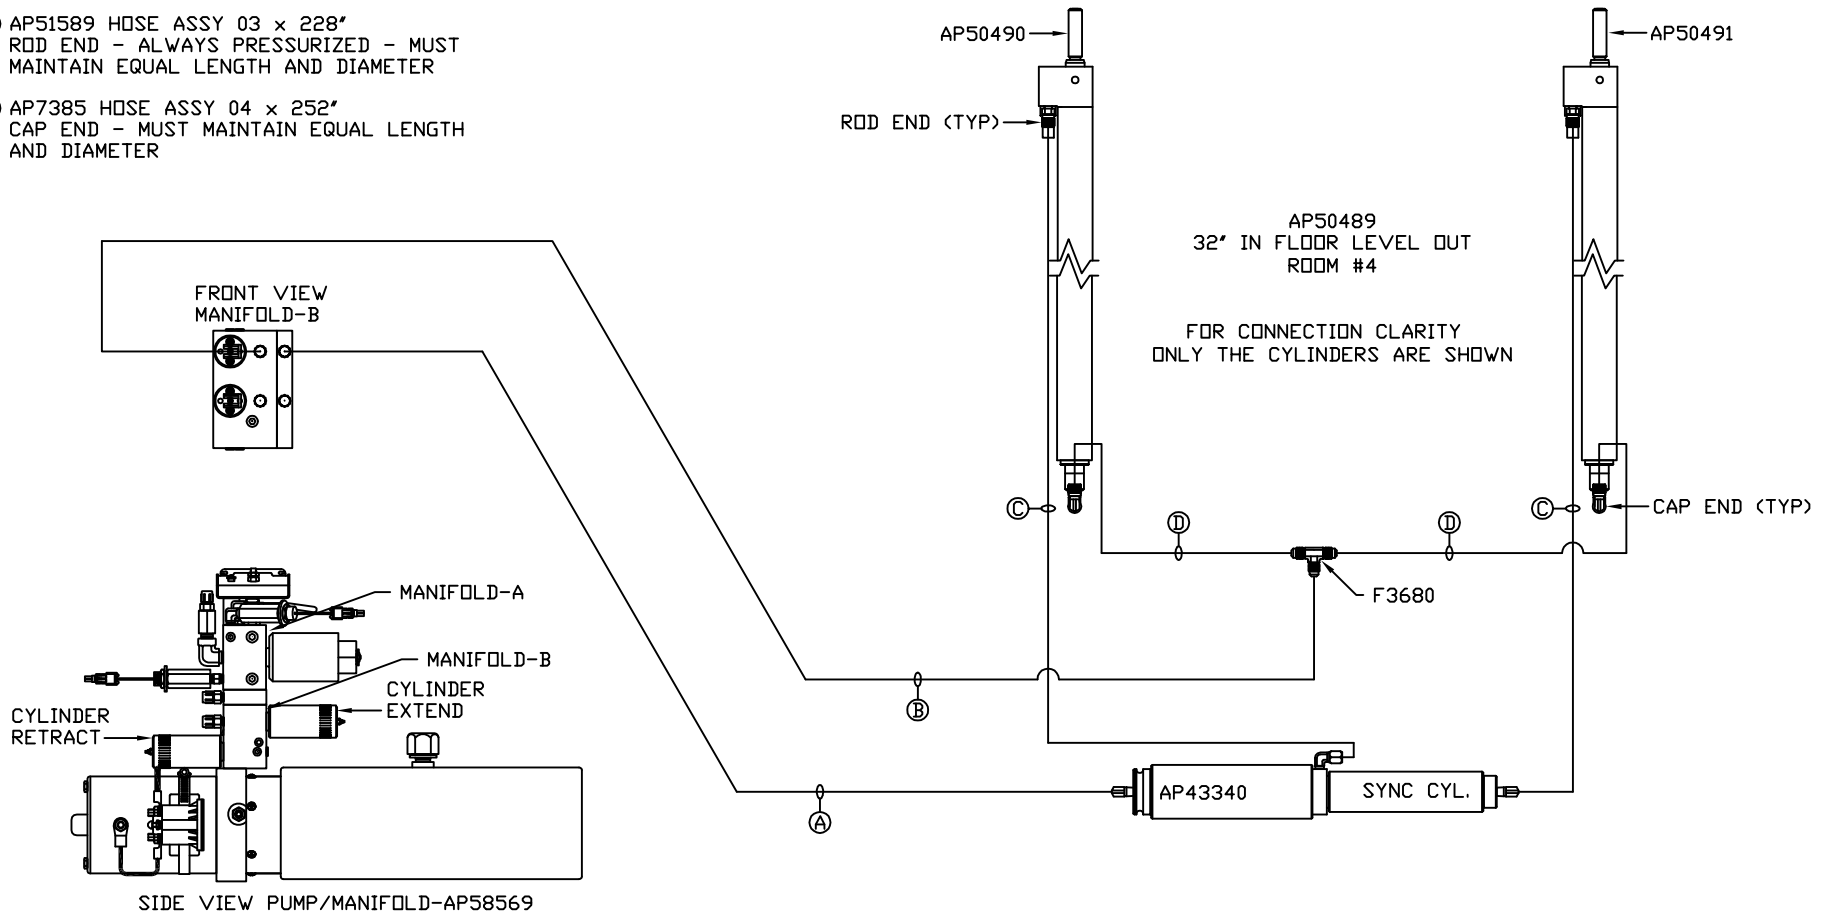 AP51589 HOSE ASSY 03 x 228"
ROD END - ALWAYS PRESSURIZED - MUST
MAINTAIN EQUAL LENGTH AND DIAMETER
AP7385 HOSE ASSY 04 x 252"
CAP END - MUST MAINTAIN EQUAL LENGTH
AND DIAMETER
AP50490
AP50491
ROD END (TYP)
AP50489
32" IN FLOOR LEVEL OUT
ROOM #4
FOR CONNECTION CLARITY
ONLY THE CYLINDERS ARE SHOWN
FRONT VIEW
MANIFOLD-B
C
D
D
C
CAP END (TYP)
F3680
MANIFOLD-A
MANIFOLD-B
CYLINDER
EXTEND
CYLINDER
RETRACT
B
A
AP43340
SYNC CYL.
SIDE VIEW PUMP/MANIFOLD-AP58569